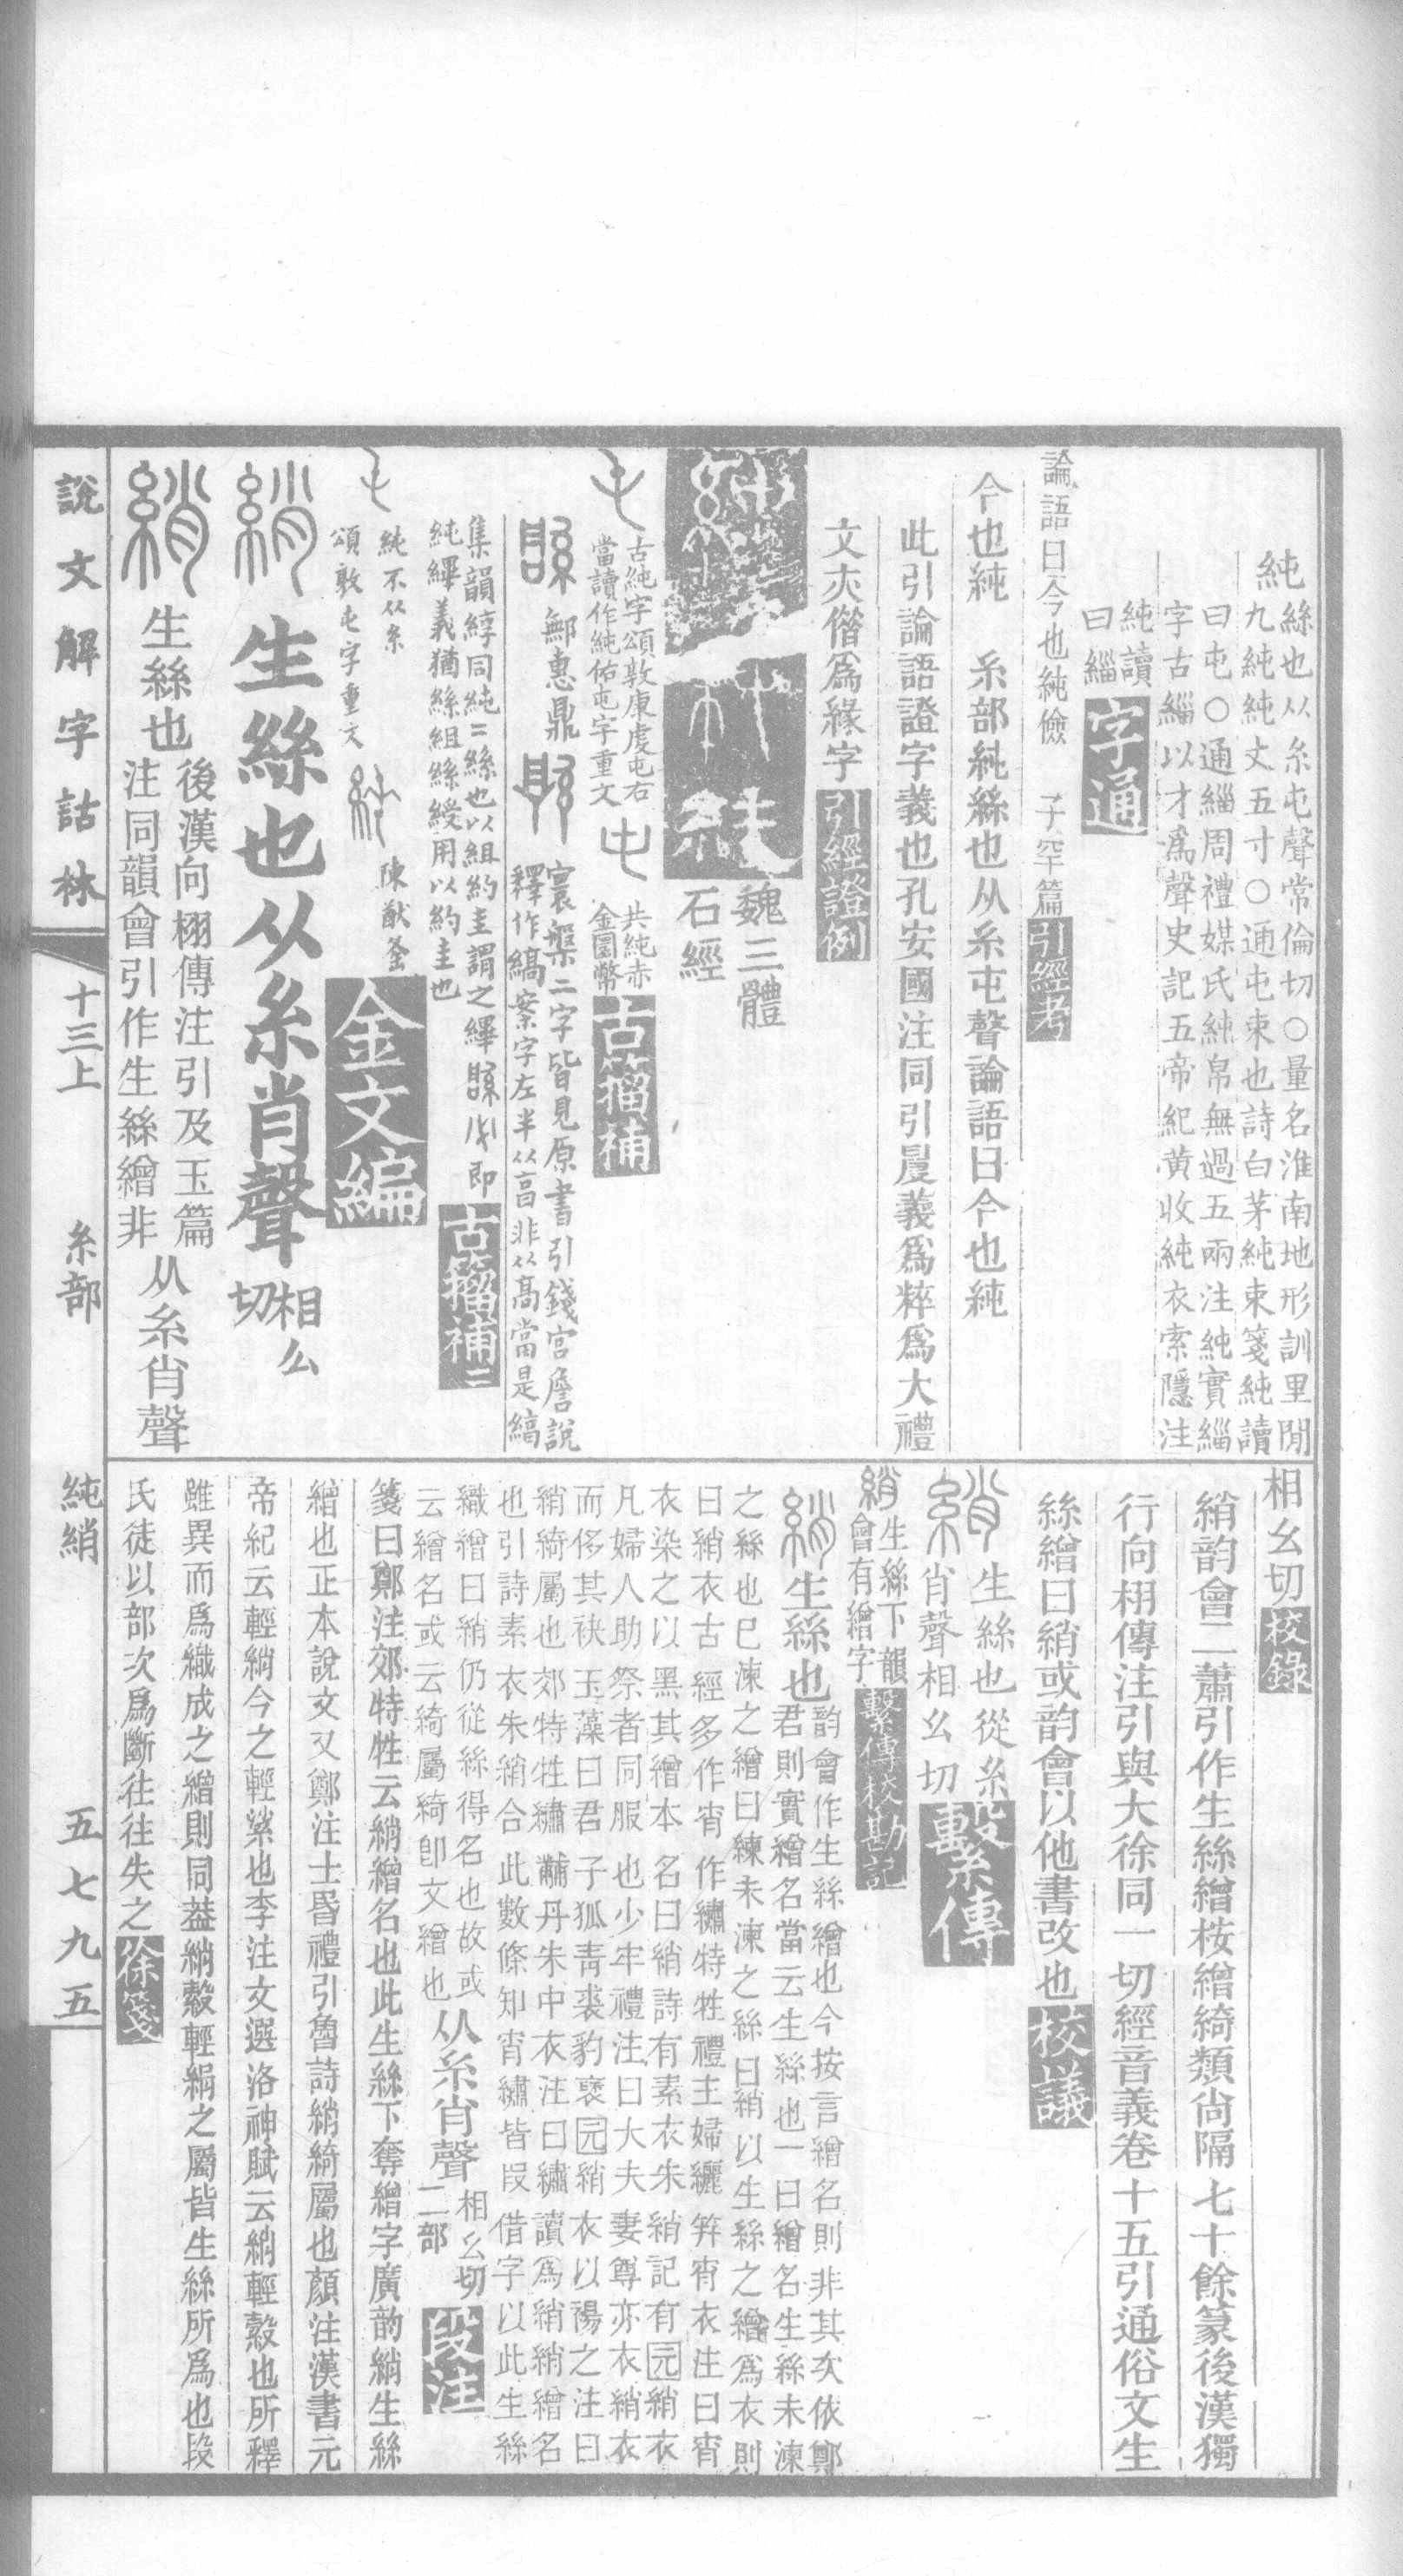 純絲也从糸屯聲常倫切○量名淮南地形訓里閒
九純純丈五寸○通屯束也詩白茅純束箋純讀
曰屯○通緇周禮媒氏純帛無過五兩注純實緇
字古緇以才爲聲史記五帝紀黃收純衣索隱注
純讀
曰緇
字通
論語曰今也純儉 子罕篇
引經考
今也純 糸部純絲也从糸屯聲論語曰今也純
此引論語證字義也孔安國注同引㫷義爲粹爲大禮
文夾偺爲緣字
引經證例
魏三體
石經
古純字頌敦康虔屯右
當讀作純佑屯字重文
共純赤
金圜幣
古籀補
鄦惠鼎
寰槃二字皆見原書引錢宮詹說
釋作縞案字左半从㐭非从高當是縞
集韻綧同純二絲也以組約圭謂之縪
即
純縪義猶絲組絲綬用以約圭也
古籀補二
純不从糸
頌敦屯字重文
陳猷釜
金文編
綃 生絲也从糸肖聲
相幺
切
綃 生絲也
後漢向栩傳注引及玉篇
注同韻會引作生絲繒非
从糸肖聲
相幺切
校錄
綃韵會二蕭引作生絲繒桉繒綺類尙隔七十餘篆後漢獨
行向栩傳注引與大徐同一切經音義卷十五引通俗文生
絲繒曰綃或韵會以他書改也
校議
綃 生絲也從糸
肖聲相幺切
繫傳
綃生絲下韻
會有繒字
繫傳校勘記
綃 生絲也
韵會作生絲繒也今按言繒名則非其次依鄭
君則實繒名當云生絲也一曰繒名生絲未湅
之絲也已湅之繒曰練未湅之絲曰綃以生絲之繒爲衣則
曰綃衣古經多作宵作繡特牲禮主婦纚笄宵衣注曰宵
衣染之以黑其繒本名曰綃詩有素衣朱綃記有玄綃衣
凡婦人助祭者同服也少牢禮注曰大夫妻尊亦衣綃衣
而侈其袂玉藻曰君子狐青裘豹褎玄綃衣以裼之注曰
綃綺屬也郊特牲繡黼丹朱中衣注曰繡讀爲綃綃繒名
也引詩素衣朱綃合此數條知宵繡皆叚借字以此生絲
織繒曰綃仍從絲得名也故或
云繒名或云綺屬綺卽文繒也
从糸肖聲
相幺切
二部
段注
箋曰鄭注郊特牲云綃繒名也此生絲下奪繒字廣韵綃生絲
繒也正本說文又鄭注士昏禮引魯詩綃綺屬也顏注漢書元
帝紀云輕綃今之輕縈也李注文選洛神賦云綃輕縠也所釋
雖異而爲織成之繒則同葢綃縠輕絹之屬皆生絲所爲也段
氏徒以部次爲斷往往失之
徐箋
說文解字詁林
十三上
糸部
純綃
五七九五